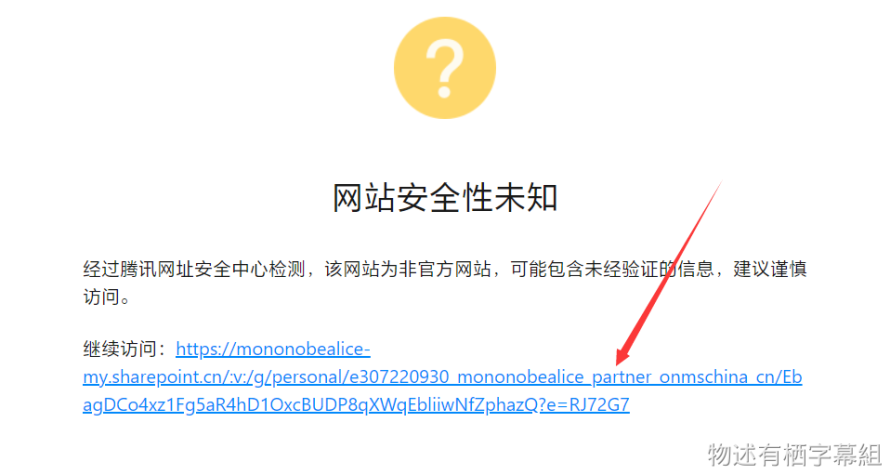 ?
网站安全性未知
经过腾讯网址安全中心检测，该网站为非官方网站，可能包含未经验证的信息，建议谨慎
访问。
继续访问：https://mononobealice-
my.sharepoint.cn/:v:/g/personal/e307220930_mononobealice_partner_onmschina_cn/Eb
agDCo4xz1Fg5aR4hD1OxcBUDP8qXWqEbliiwNfZphazQ?e=RJ72G7
物述有栖字幕組